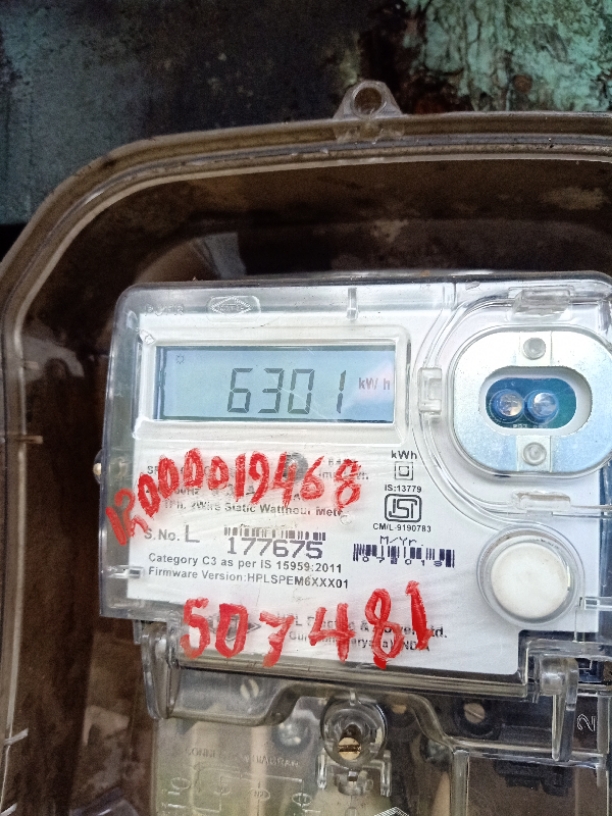 6301 kWh
kWh
IS:13779
R000019468
CM/L-9190783
S.No. L 177675
M/Yr.
072018
Category C3 as per IS 15959:2011
Firmware Version:HPLSPEM6XXX01
507481